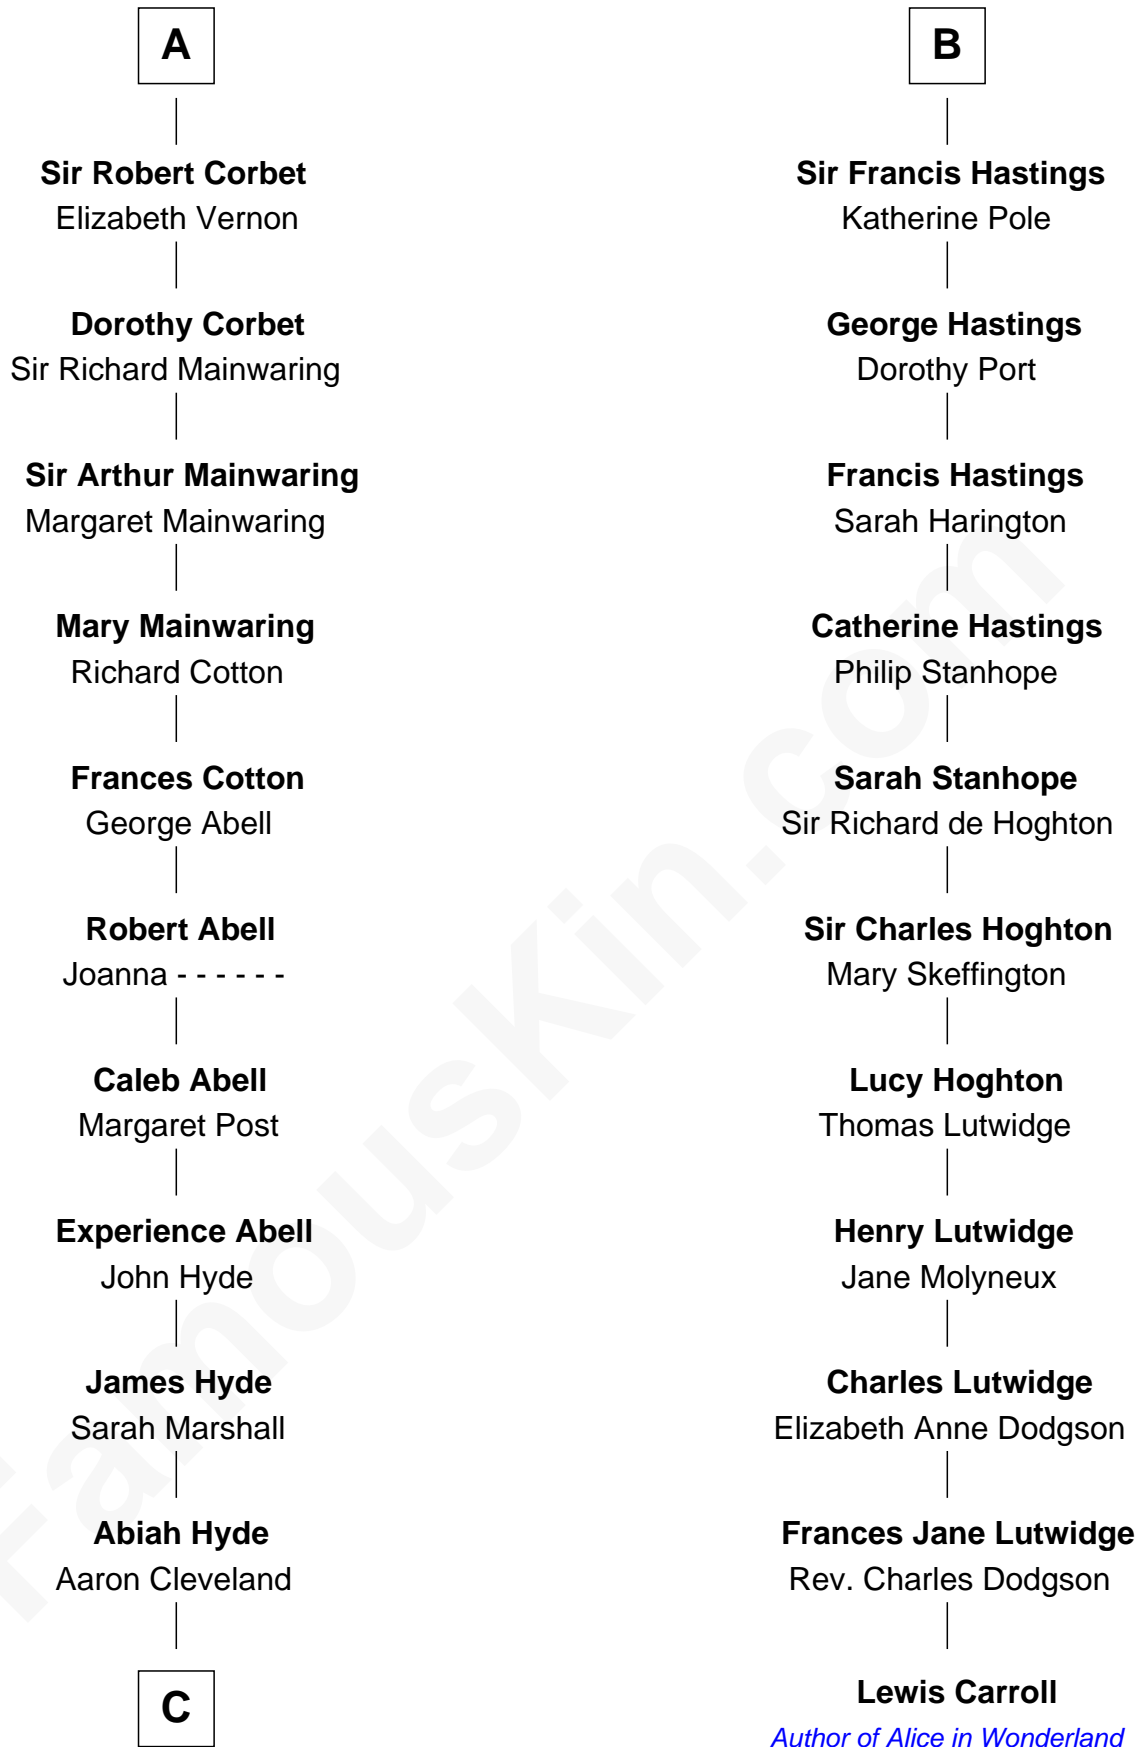 A
Sir Robert Corbet
Elizabeth Vernon
Dorothy Corbet
Sir Richard Mainwaring
Sir Arthur Mainwaring
Margaret Mainwaring
Mary Mainwaring
Richard Cotton
Frances Cotton
George Abell
Robert Abell
Joanna - - - - - -
Caleb Abell
Margaret Post
Experience Abell
John Hyde
James Hyde
Sarah Marshall
Abiah Hyde
Aaron Cleveland
C
B
Sir Francis Hastings
Katherine Pole
George Hastings
Dorothy Port
Francis Hastings
Sarah Harington
Catherine Hastings
Philip Stanhope
Sarah Stanhope
Sir Richard de Hoghton
Sir Charles Hoghton
Mary Skeffington
Lucy Hoghton
Thomas Lutwidge
Henry Lutwidge
Jane Molyneux
Charles Lutwidge
Elizabeth Anne Dodgson
Frances Jane Lutwidge
Rev. Charles Dodgson
Lewis Carroll
Author of Alice in Wonderland
FamousKin.com